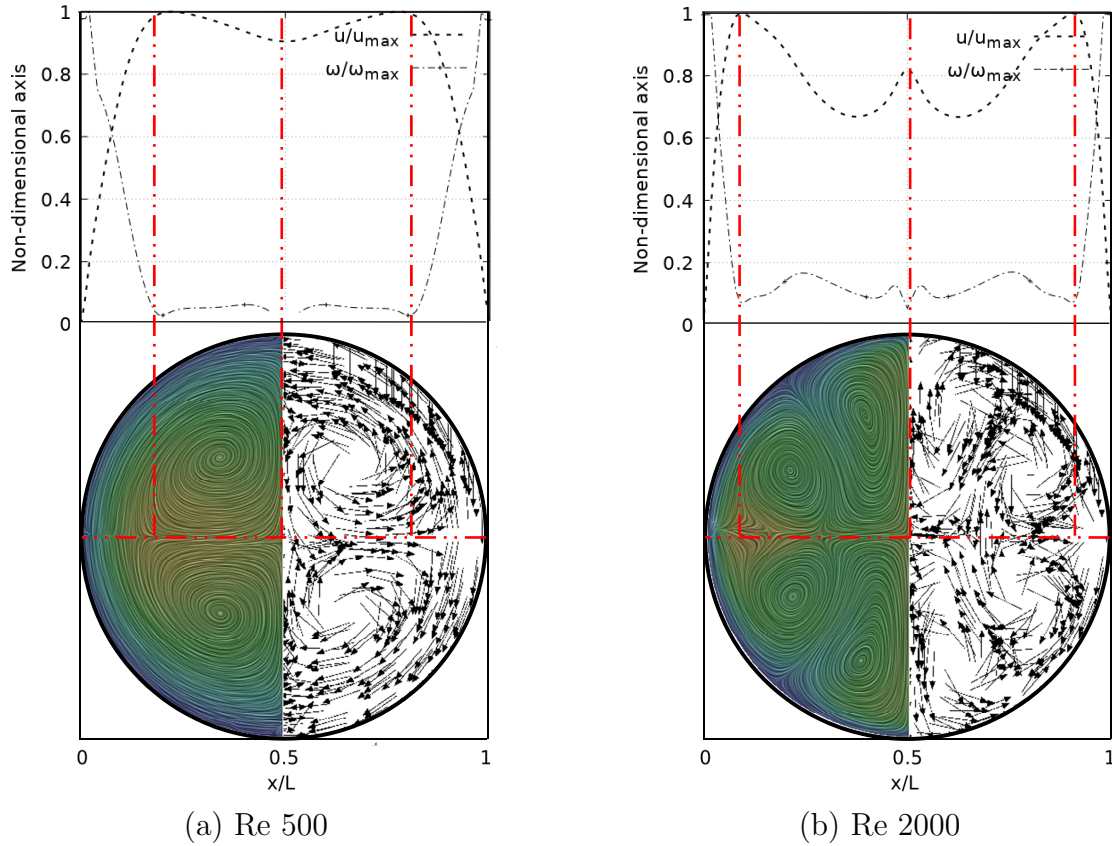 1
0.8
0.6
0.4
0.2
0
Non-dimensional axis
u/u_max
ω/ω_max
0
0.5
1
x/L
(a) Re 500
1
0.8
0.6
0.4
0.2
0
Non-dimensional axis
u/u_max
ω/ω_max
0
0.5
1
x/L
(b) Re 2000